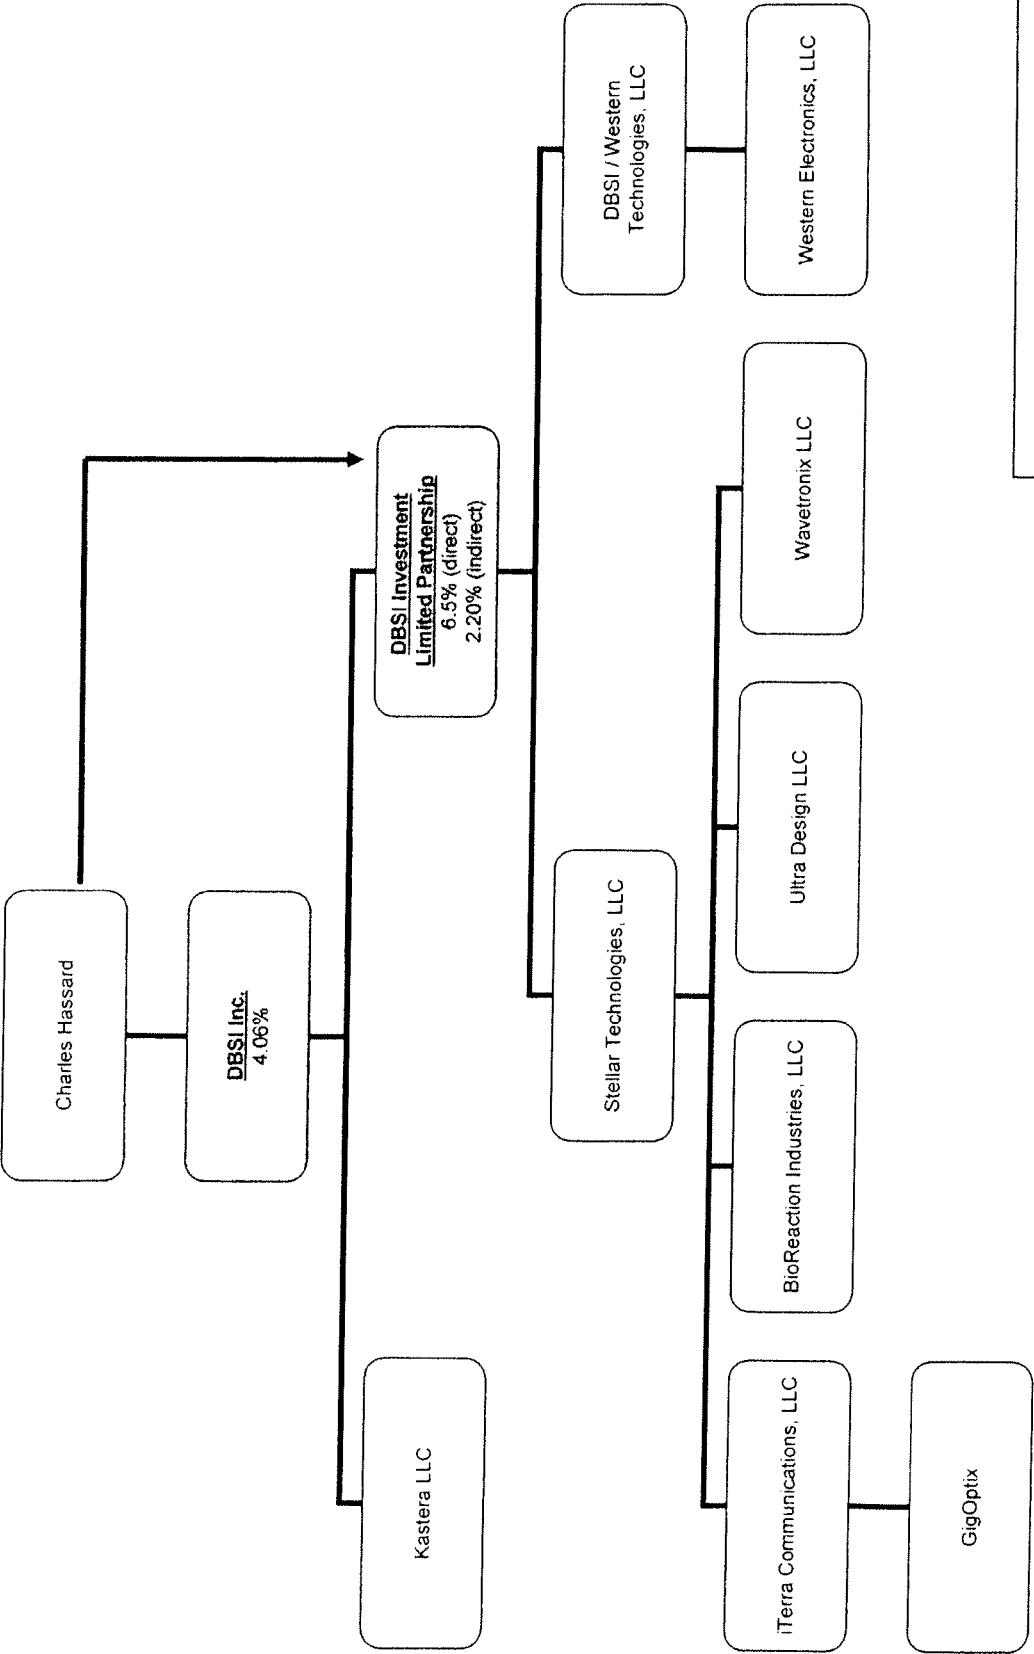 Charles Hassard
DBSI Inc.
4.06%
Kastera LLC
DBSI Investment
Limited Partnership
6.5% (direct)
2.20% (indirect)
Stellar Technologies, LLC
DBSI / Western
Technologies, LLC
iTerra Communications, LLC
BioReaction Industries, LLC
Ultra Design LLC
Wavetronix LLC
Western Electronics, LLC
GigOptix